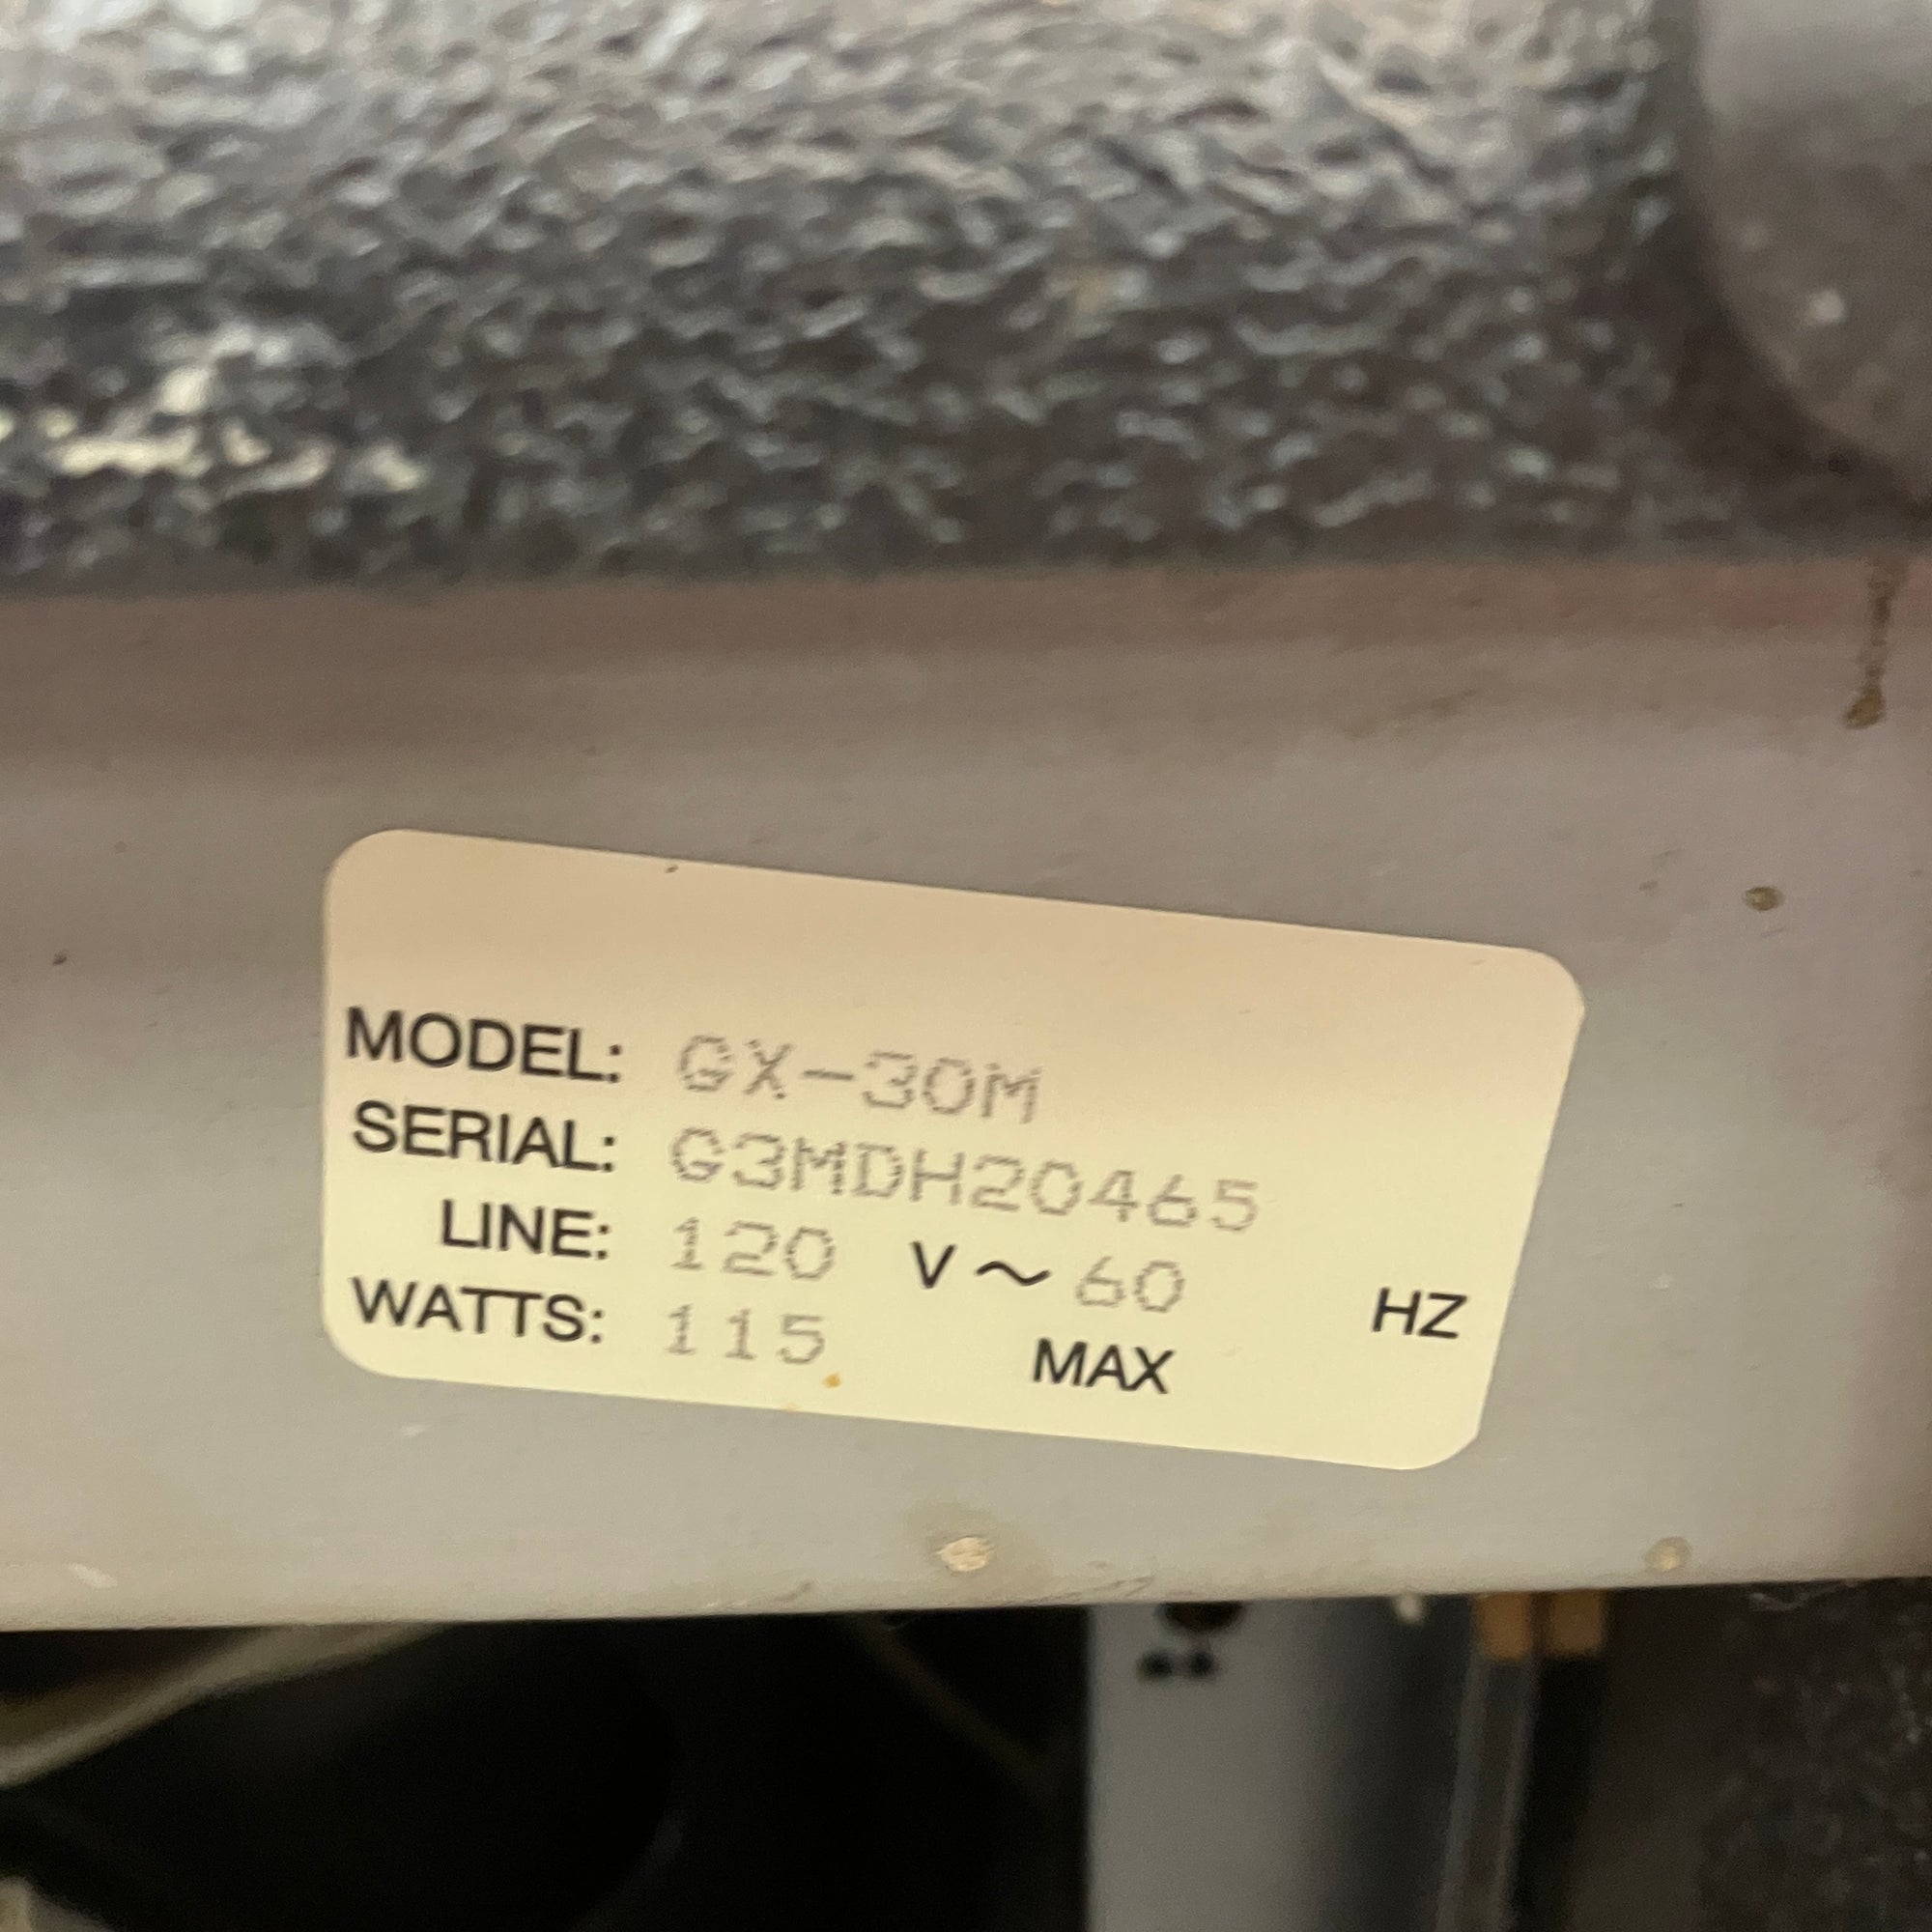 MODEL: GX-30M
SERIAL: G3MDH20465
LINE: 120 V~60 HZ
WATTS: 115 MAX